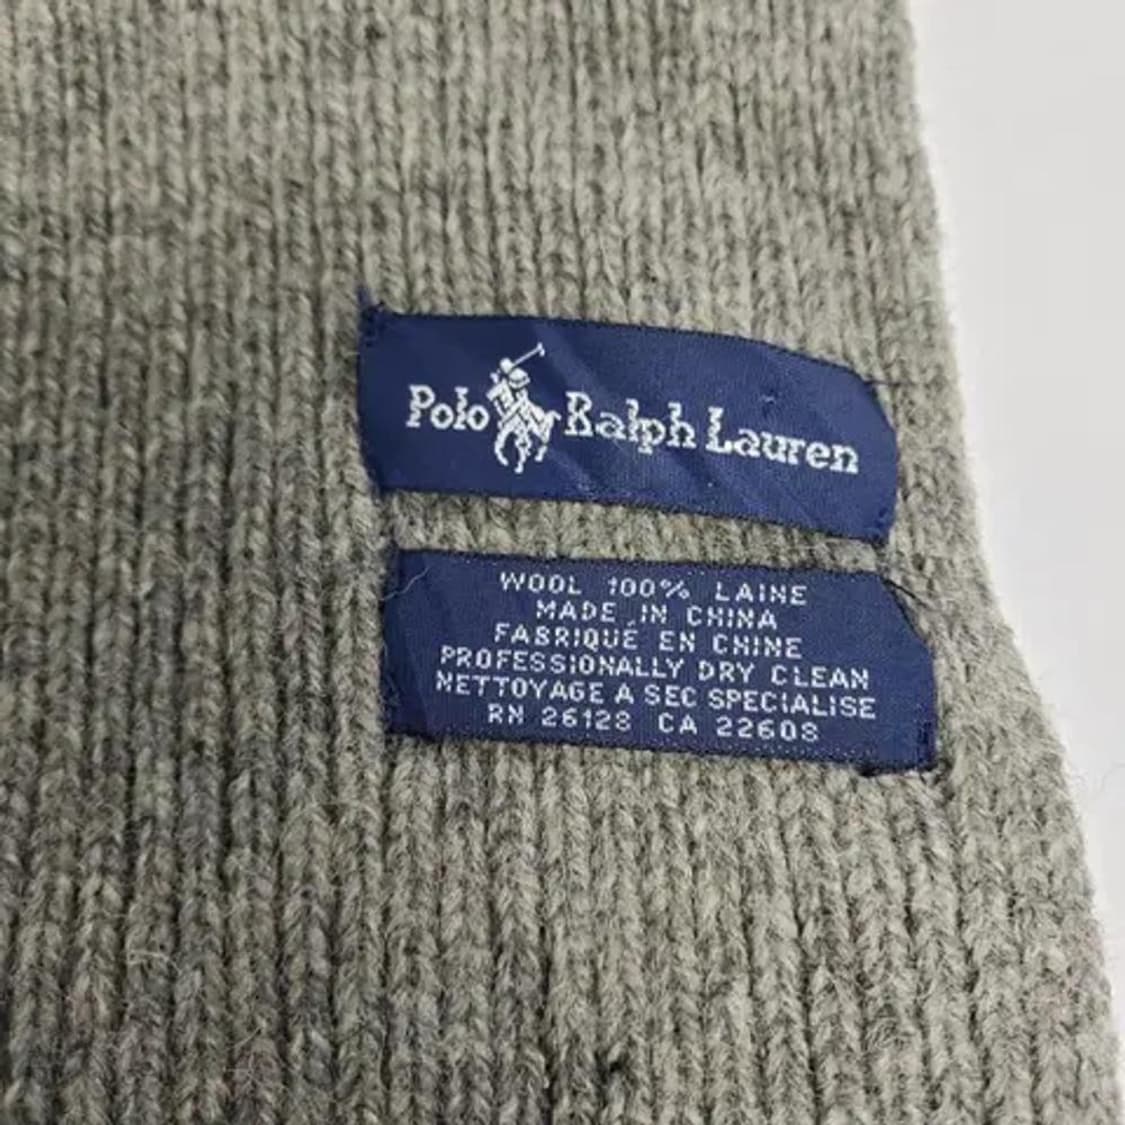 Polo Ralph Lauren
WOOL 100% LAINE
MADE IN CHINA
FABRIQUÉ EN CHINE
PROFESSIONALLY DRY CLEAN
NETTOYAGE A SEC SPECIALISE
RN 26128 CA 22608